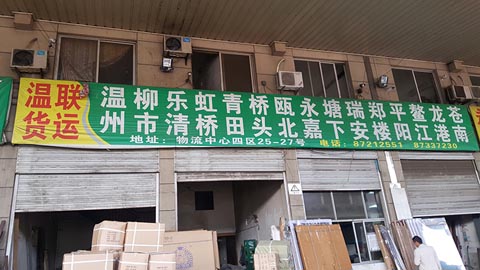 温联
货运
温柳乐虹青桥瓯永塘瑞郑平鳌龙苍
州市清桥田头北嘉下安楼阳江港南
地址：物流中心四区25-27号 电话：87212551 87337230